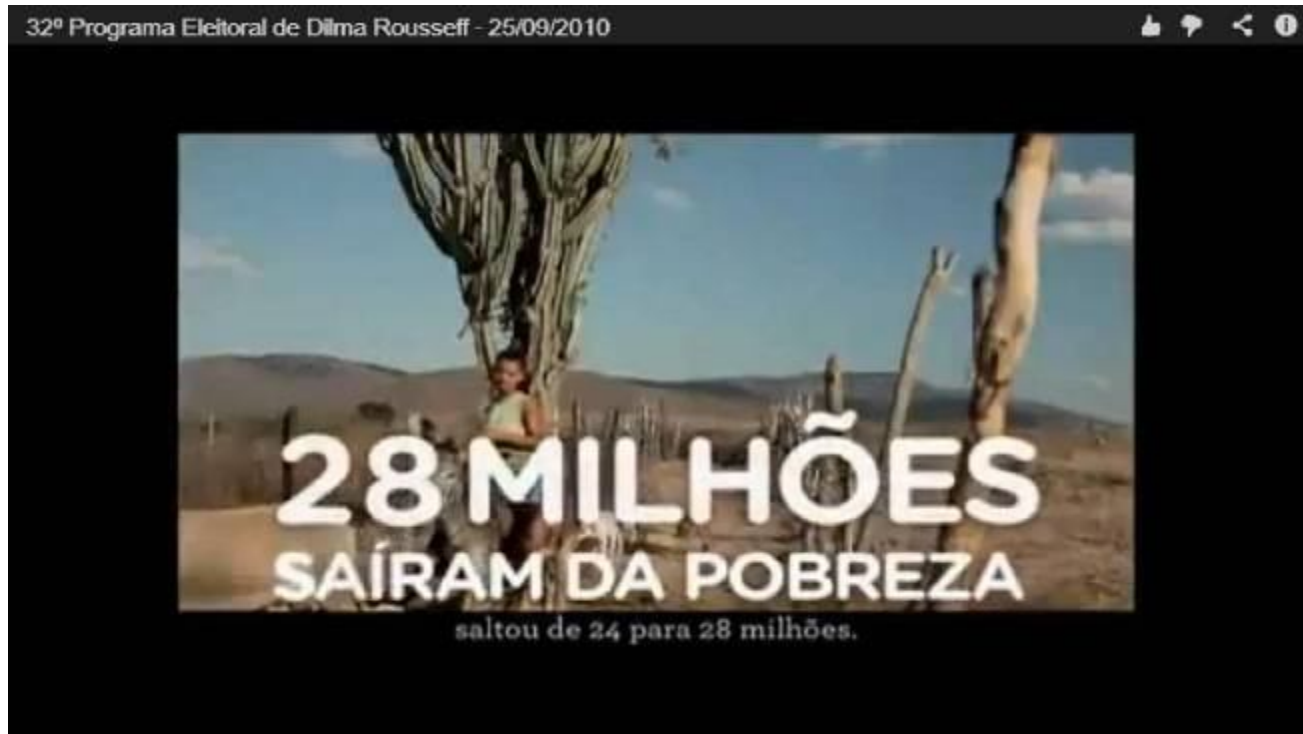 32º Programa Eleitoral de Dilma Rousseff - 25/09/2010
28 MILHÕES
SAÍRAM DA POBREZA
saltou de 24 para 28 milhões.